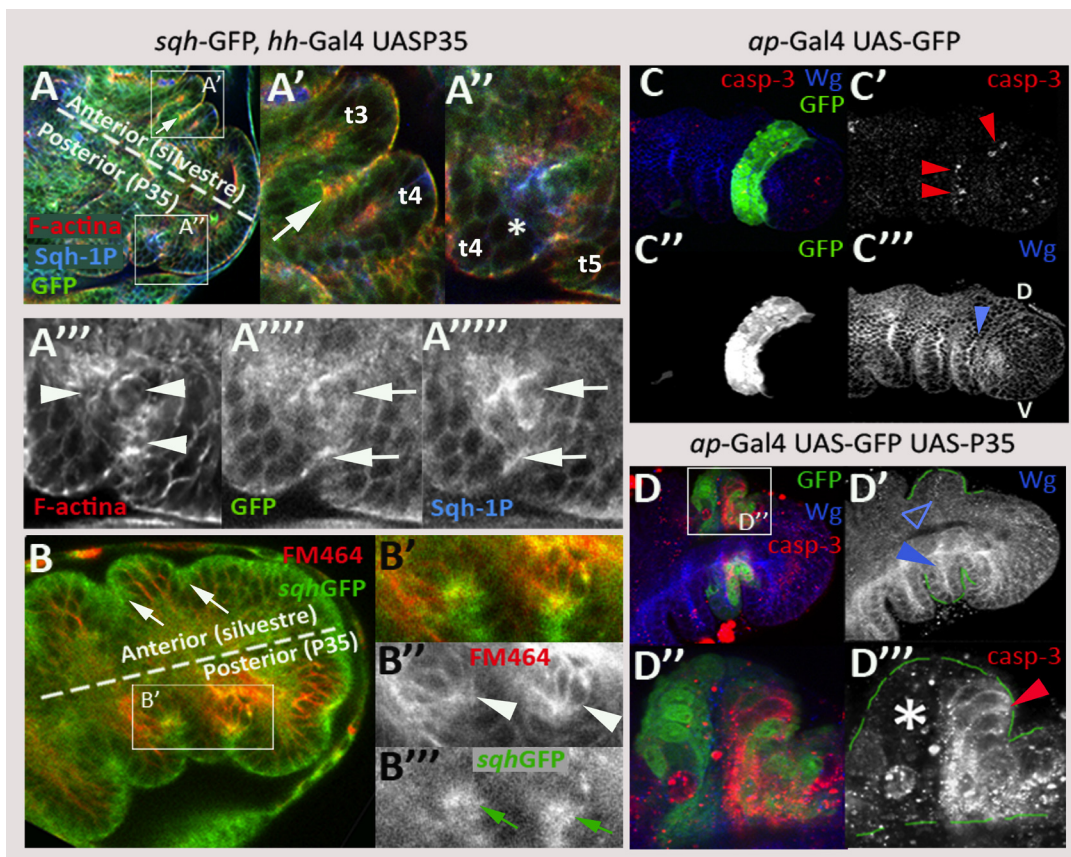 sqh-GFP, hh-Gal4 UASP35
A
A'
Anterior (silvestre)
Posterior (P35)
A''
F-actina
Sqh-1P
GFP
A'
t3
t4
A''
t4
*
t5
A'''
F-actina
A''''
GFP
A'''''
Sqh-1P
B
FM464
sqhGFP
Anterior (silvestre)
Posterior (P35)
B'
B'
B''
FM464
B'''
sqhGFP
ap-Gal4 UAS-GFP
C
casp-3 Wg
GFP
C'
casp-3
C''
GFP
C'''
Wg
D
V
ap-Gal4 UAS-GFP UAS-P35
D
GFP
Wg
D''
casp-3
D'
Wg
D''
D'''
casp-3
*